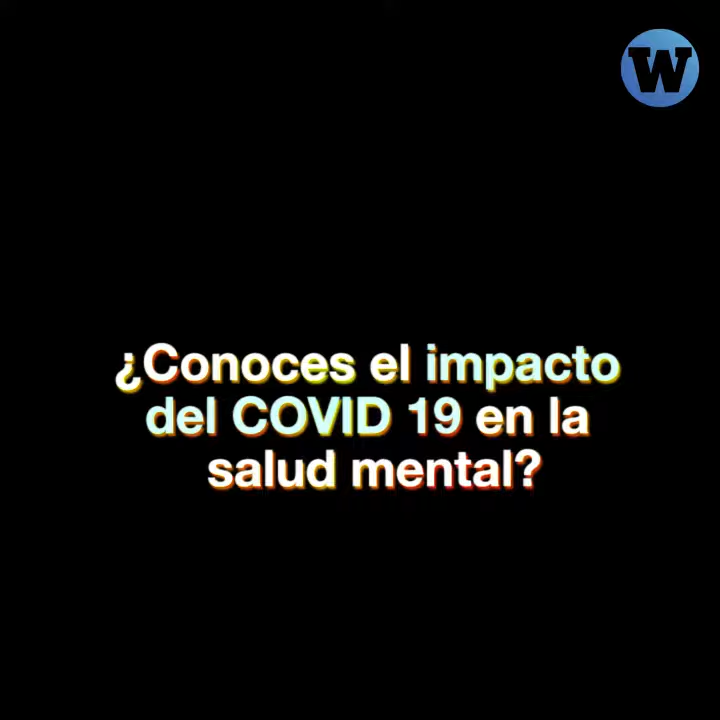 W
¿Conoces el impacto
del COVID 19 en la
salud mental?